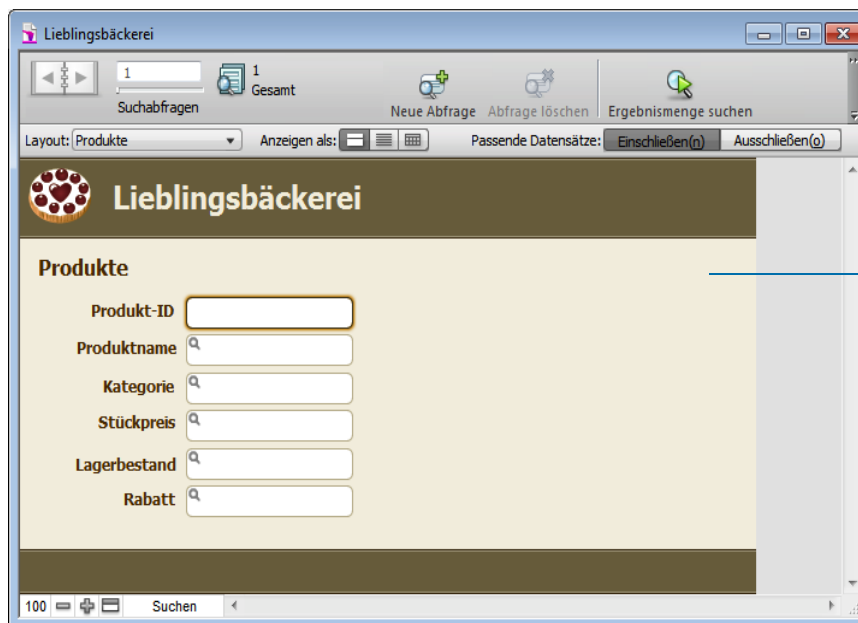 Lieblingsbäckerei
1
Suchabfragen
1
Gesamt
Neue Abfrage
Abfrage löschen
Ergebnismenge suchen
Layout: Produkte
Anzeigen als:
Passende Datensätze:
Einschließen(n)
Ausschließen(o)
Lieblingsbäckerei
Produkte
Produkt-ID
Produktname
Kategorie
Stückpreis
Lagerbestand
Rabatt
100
Suchen